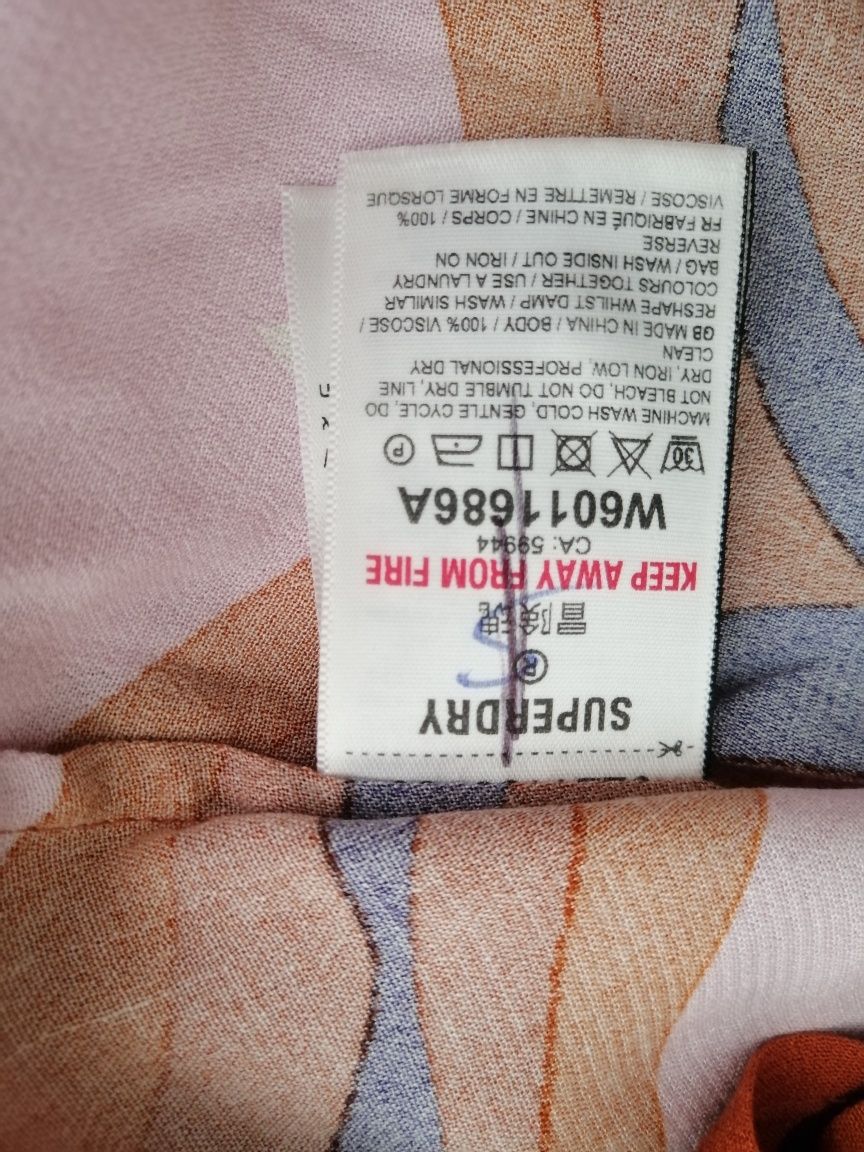 SUPERDRY
®
冒険魂
S
KEEP AWAY FROM FIRE
CA: 59944
W6011686A
30 P
MACHINE WASH COLD, GENTLE CYCLE, DO
NOT BLEACH, DO NOT TUMBLE DRY, LINE
DRY, IRON LOW, PROFESSIONAL DRY
CLEAN
GB MADE IN CHINA / BODY / 100% VISCOSE /
RESHAPE WHILST DAMP / WASH SIMILAR
COLOURS TOGETHER / USE A LAUNDRY
BAG / WASH INSIDE OUT / IRON ON
REVERSE
FR FABRIQUÉ EN CHINE / CORPS / 100%
VISCOSE / REMETTRE EN FORME LORSQUE